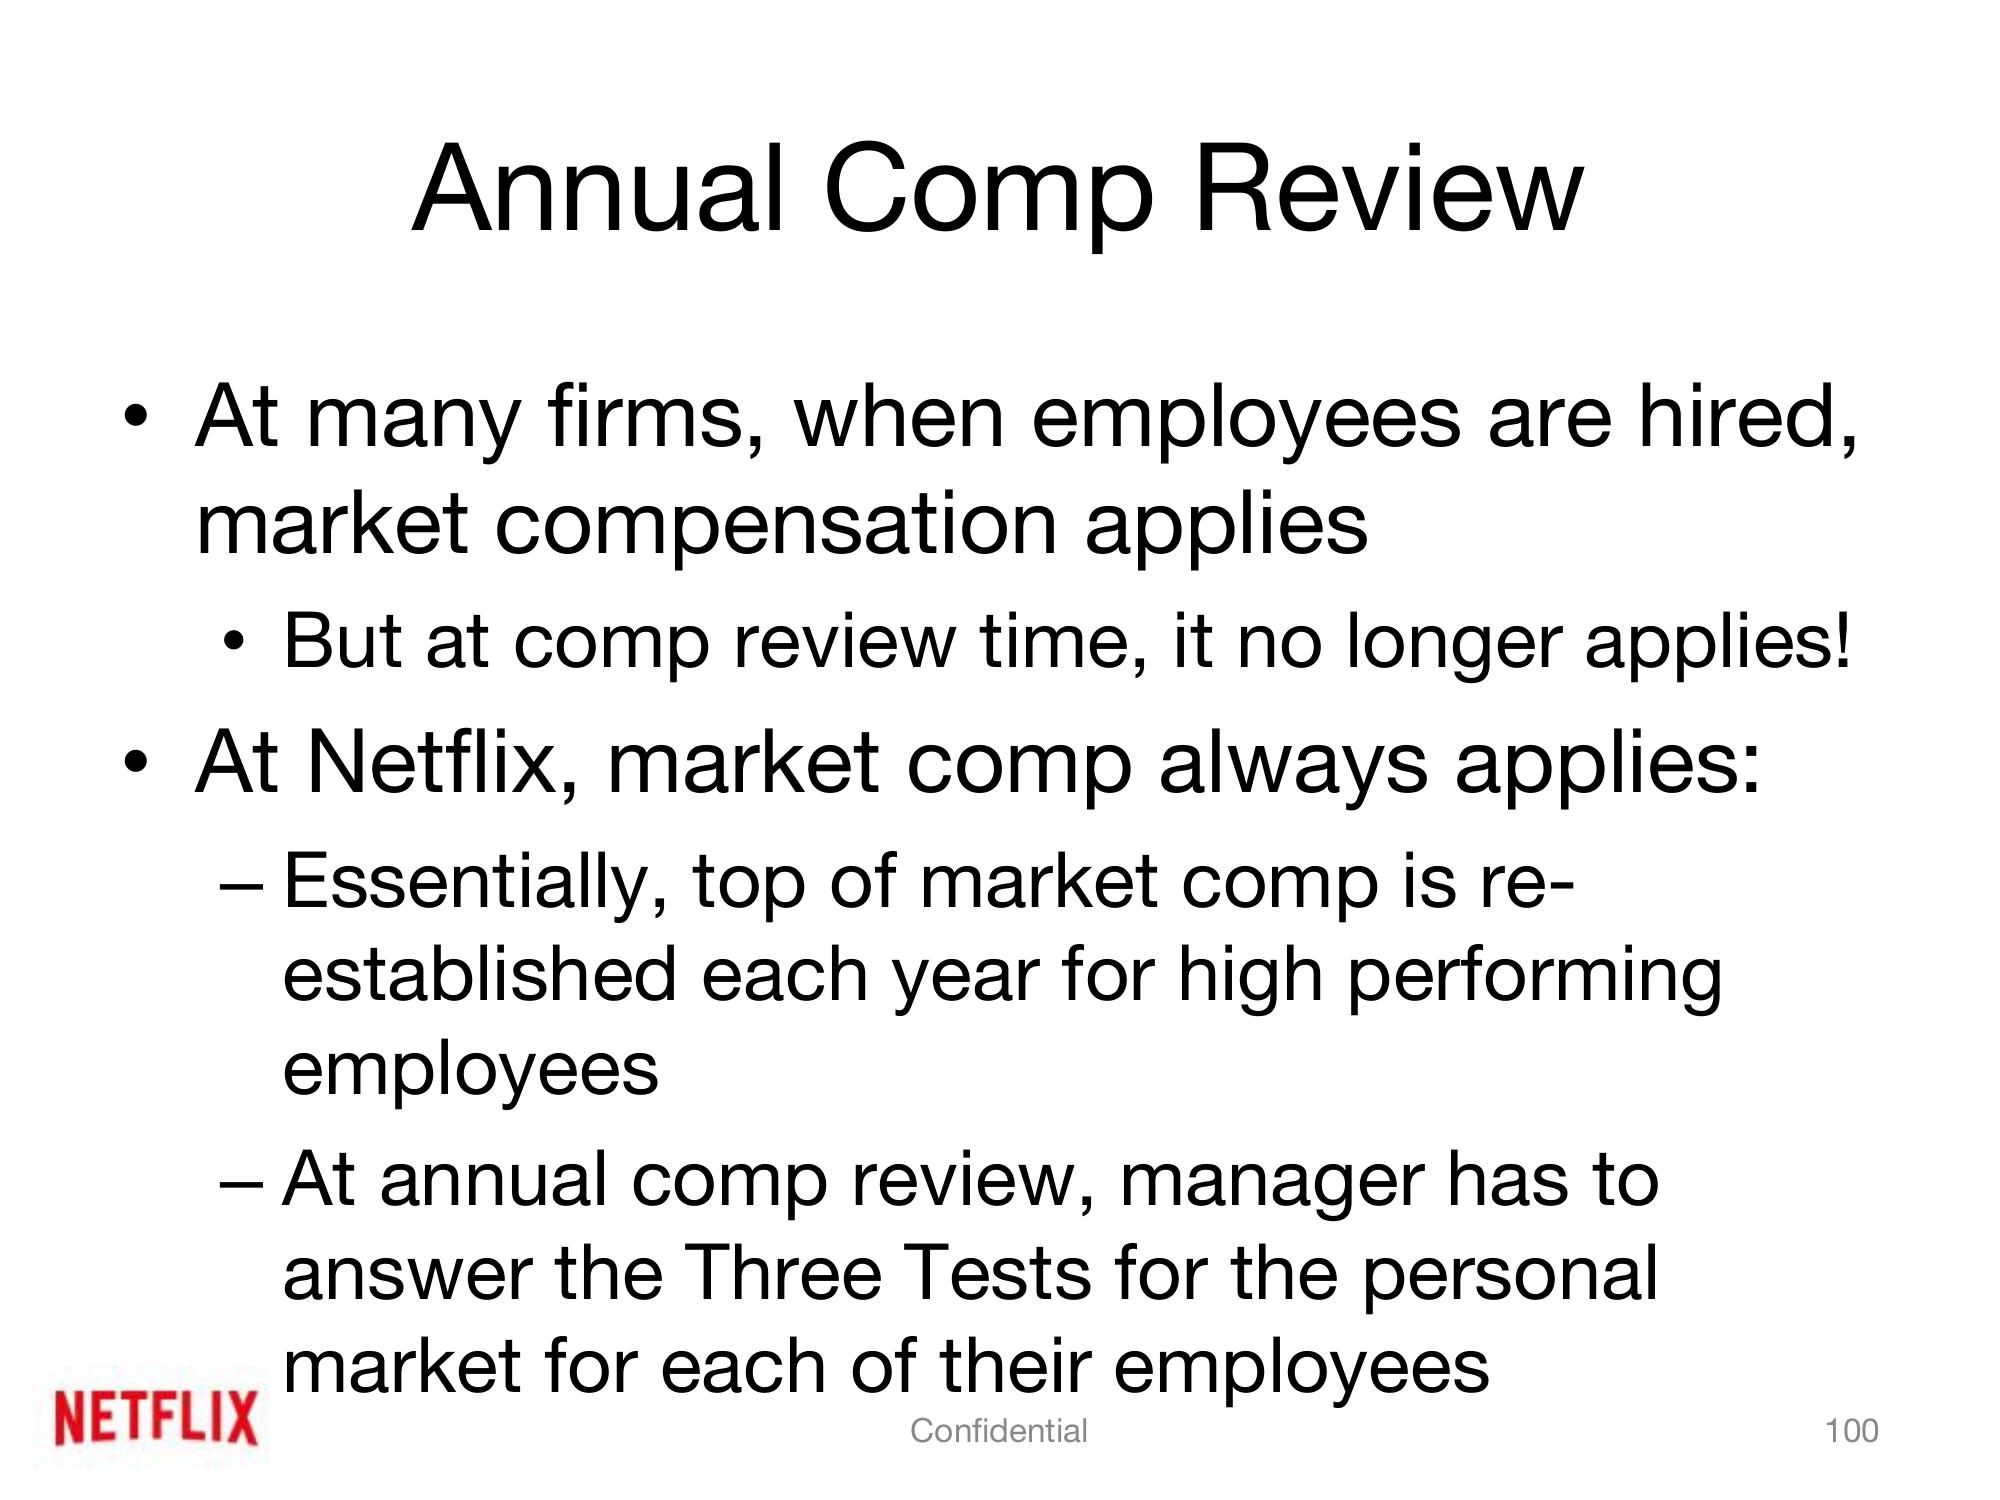 Annual Comp Review
• At many firms, when employees are hired,
market compensation applies
• But at comp review time, it no longer applies!
• At Netflix, market comp always applies:
– Essentially, top of market comp is re-
established each year for high performing
employees
– At annual comp review, manager has to
answer the Three Tests for the personal
market for each of their employees
NETFLIX
Confidential
100